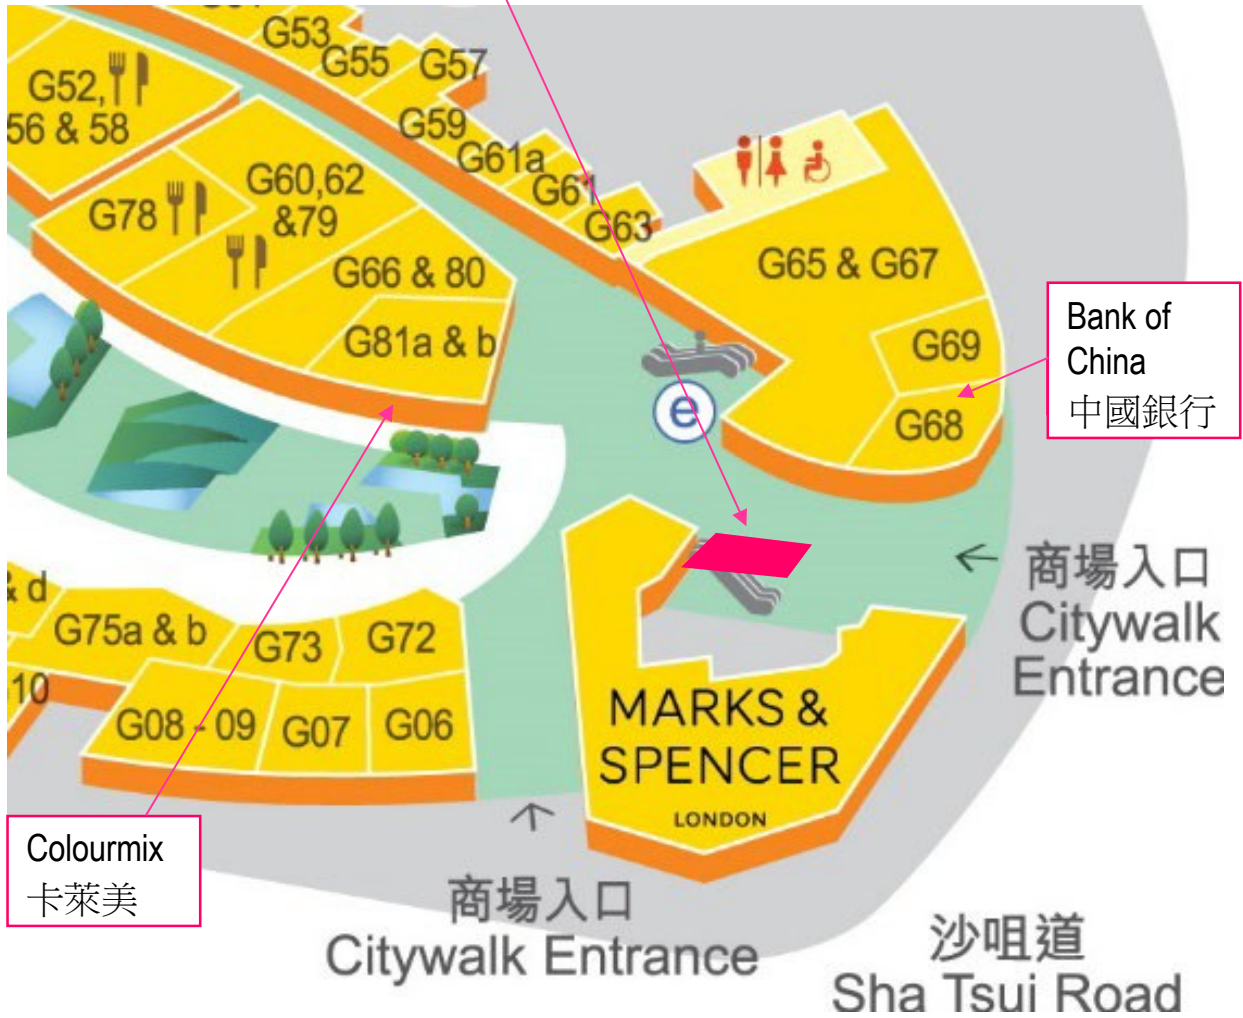 G53
G55
G57
G52,
56 & 58
G59
G61a
G61
G63
G60,62
&79
G78
G66 & 80
G65 & G67
G81a & b
G69
G68
Bank of
China
中國銀行
e
商場入口
Citywalk
Entrance
& d
G75a & b
G73
G72
10
G08 - 09
G07
G06
MARKS &
SPENCER
LONDON
Colourmix
卡萊美
商場入口
Citywalk Entrance
沙咀道
Sha Tsui Road